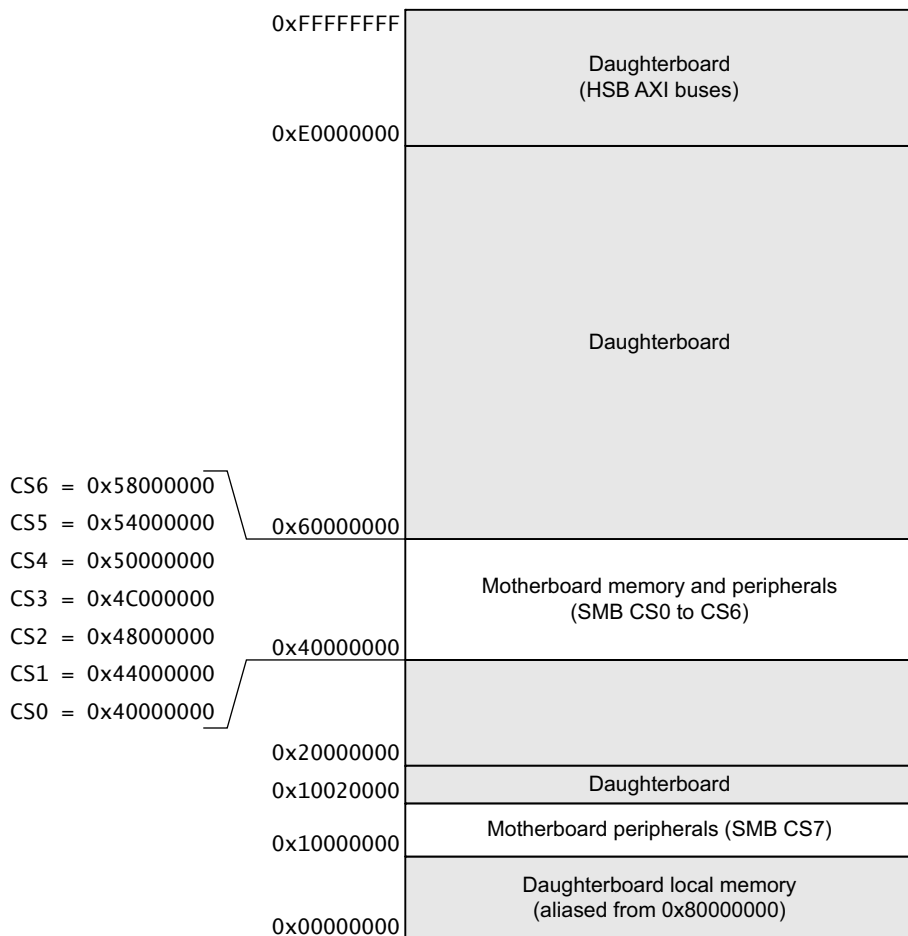 0xFFFFFFFF
Daughterboard
(HSB AXI buses)
0xE0000000
Daughterboard
CS6 = 0x58000000
CS5 = 0x54000000
0x60000000
CS4 = 0x50000000
CS3 = 0x4C000000
Motherboard memory and peripherals
(SMB CS0 to CS6)
CS2 = 0x48000000
0x40000000
CS1 = 0x44000000
CS0 = 0x40000000
0x20000000
Daughterboard
0x10020000
Motherboard peripherals (SMB CS7)
0x10000000
Daughterboard local memory
(aliased from 0x80000000)
0x00000000